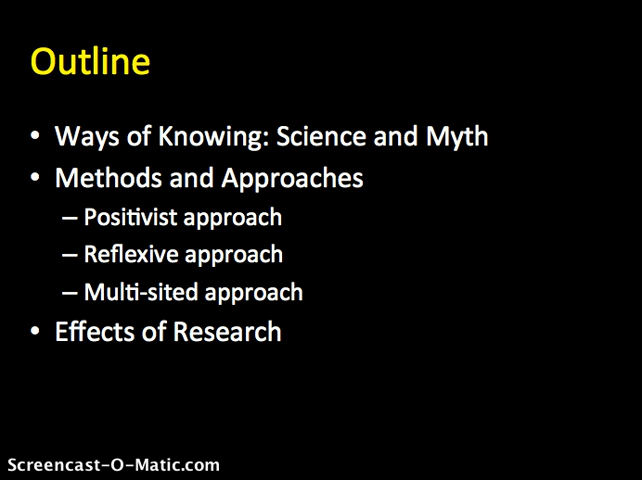 Outline
• Ways of Knowing: Science and Myth
• Methods and Approaches
– Positivist approach
– Reflexive approach
– Multi-sited approach
• Effects of Research
Screencast-O-Matic.com